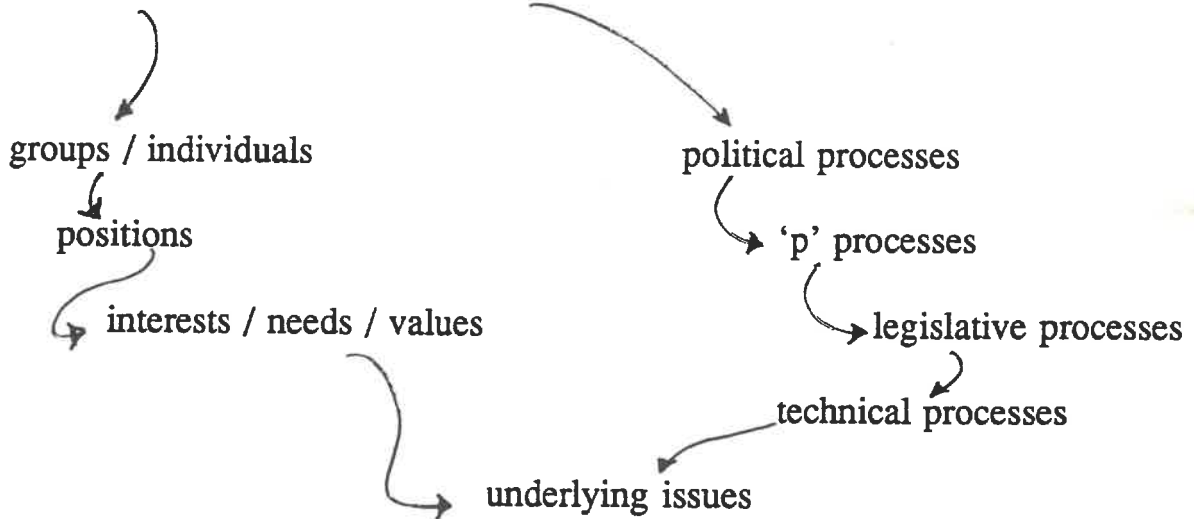 groups / individuals
positions
interests / needs / values
political processes
‘p’ processes
legislative processes
technical processes
underlying issues